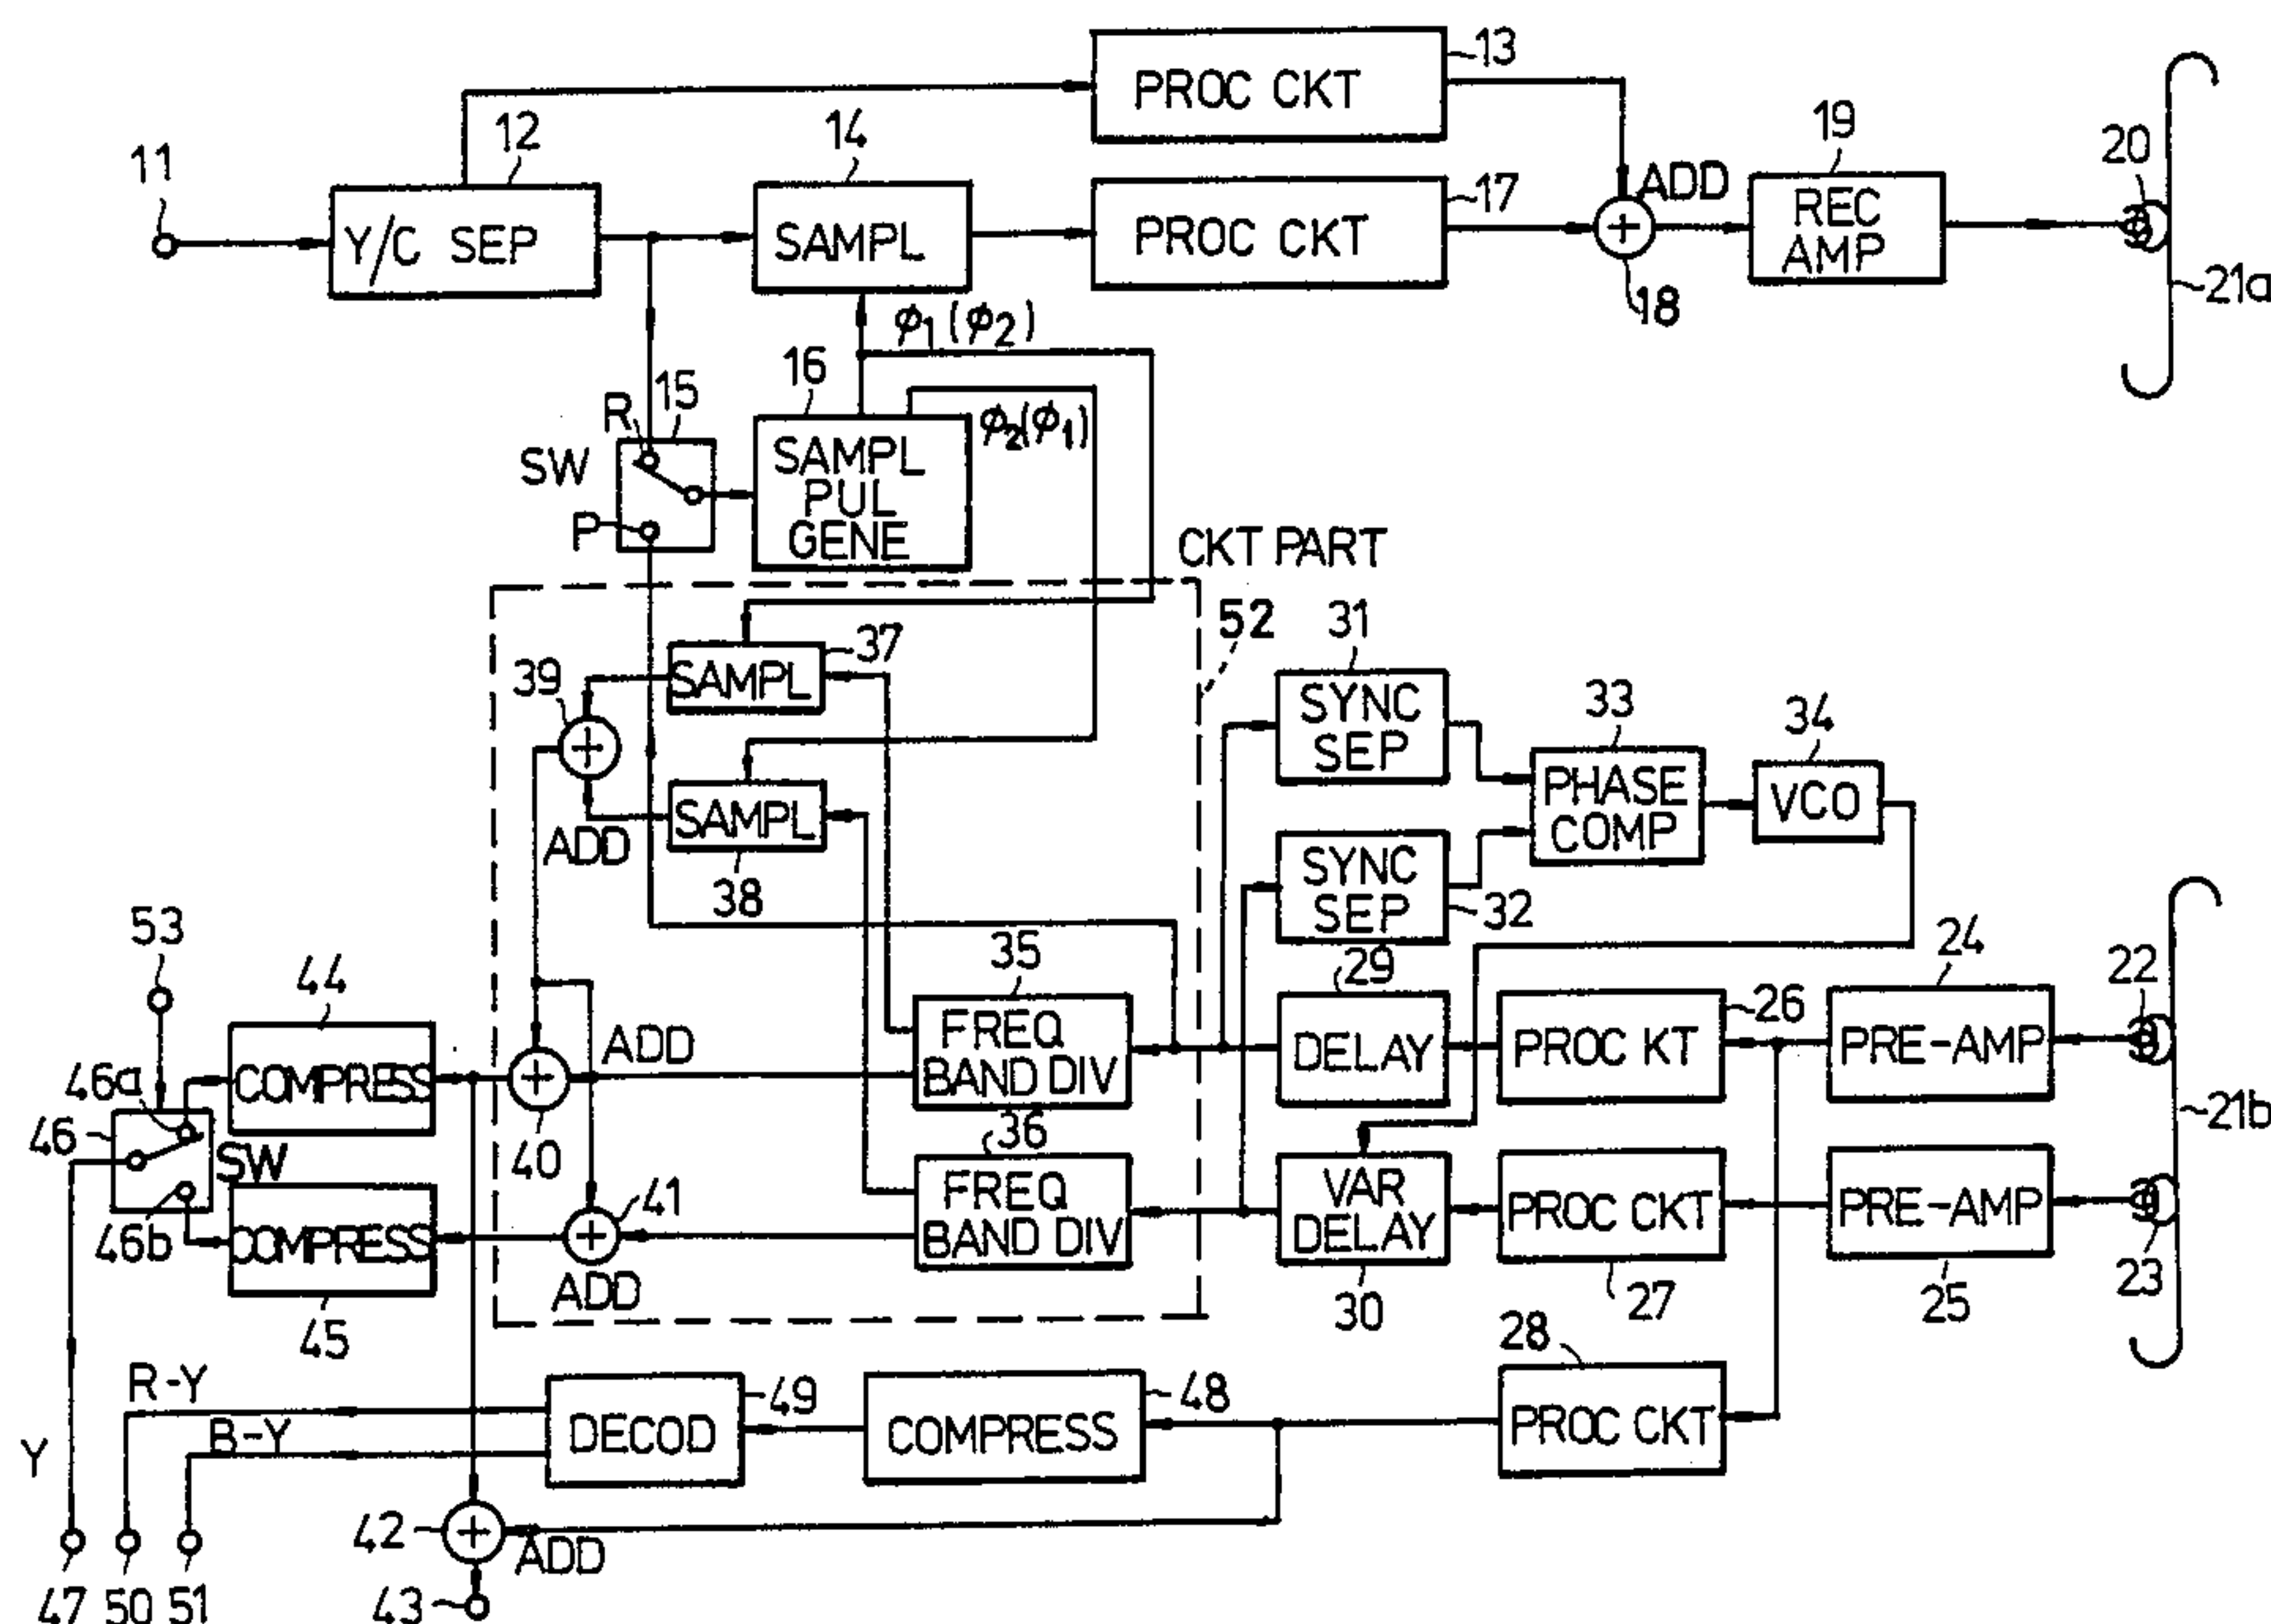 13
PROC CKT
12
14
19
20
11
17
ADD
Y/C SEP
SAMPL
PROC CKT
REC
AMP
18
21a
ϕ1 (ϕ2)
16
15
R
ϕ2(ϕ1)
SW
SAMPL
PUL
GENE
P
CKT PART
52
31
37
39
SAMPL
SYNC
SEP
33
34
PHASE
COMP
VCO
SAMPL
ADD
38
SYNC
SEP
32
53
35
29
24
22
44
26
ADD
FREQ
BAND DIV
DELAY
PROC KT
PRE-AMP
46a
COMPRESS
21b
46
40
36
SW
41
FREQ
BAND DIV
VAR
DELAY
PROC CKT
PRE-AMP
46b
COMPRESS
23
ADD
45
30
27
25
28
R-Y
49
48
B-Y
DECOD
COMPRESS
PROC CKT
Y
42
ADD
47
50
51
43